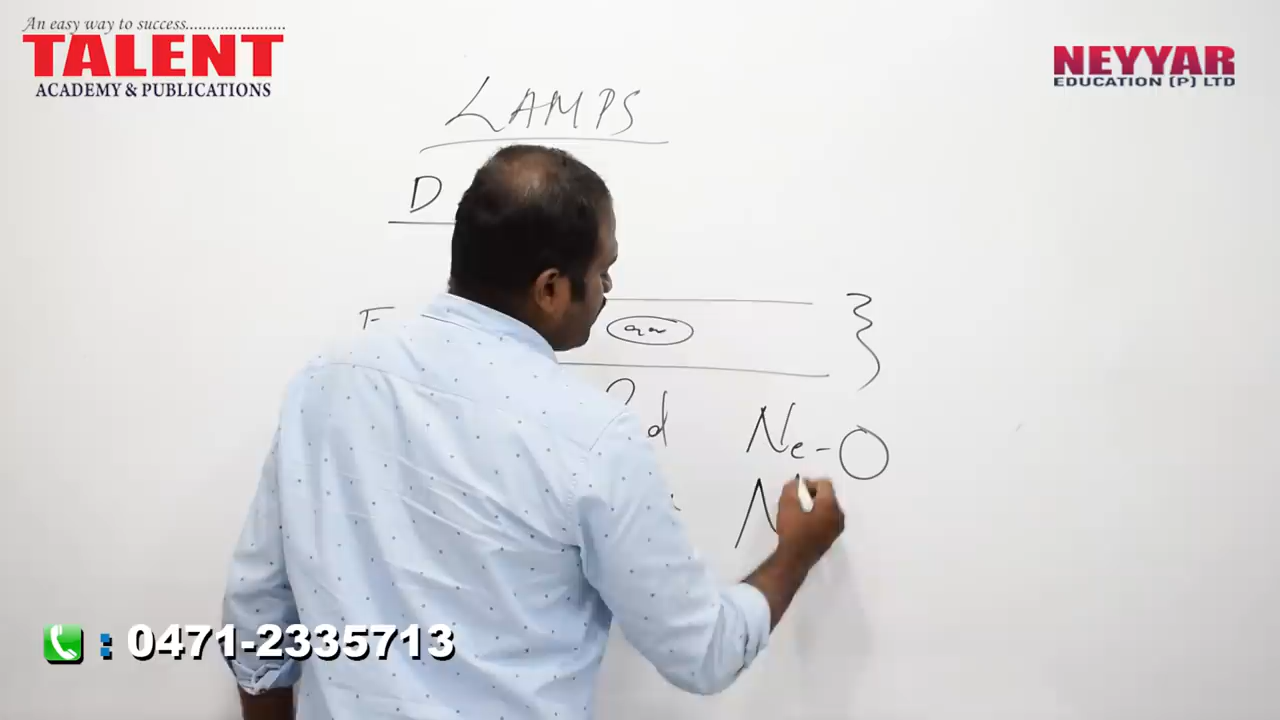 An easy way to success......................
TALENT
ACADEMY & PUBLICATIONS
NEYYAR
EDUCATION (P) LTD
LAMPS
D
F
Ne - O
N
: 0471-2335713